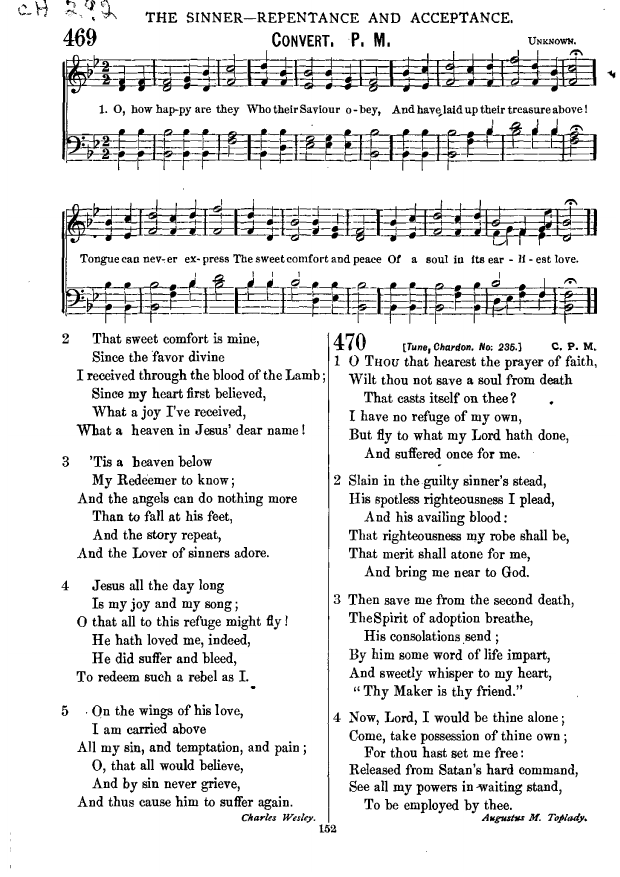 CH 292
THE SINNER—REPENTANCE AND ACCEPTANCE.
469 CONVERT. P. M. UNKNOWN.
1. O, how hap-py are they Who their Saviour o-bey, And have laid up their treasure above!
Tongue can nev-er ex-press The sweet comfort and peace Of a soul in its ear-li-est love.
2 That sweet comfort is mine,
Since the favor divine
I received through the blood of the Lamb;
Since my heart first believed,
What a joy I've received,
What a heaven in Jesus' dear name!
3 'Tis a heaven below
My Redeemer to know;
And the angels can do nothing more
Than to fall at his feet,
And the story repeat,
And the Lover of sinners adore.
4 Jesus all the day long
Is my joy and my song;
O that all to this refuge might fly!
He hath loved me, indeed,
He did suffer and bleed,
To redeem such a rebel as I.
5 On the wings of his love,
I am carried above
All my sin, and temptation, and pain;
O, that all would believe,
And by sin never grieve,
And thus cause him to suffer again.
Charles Wesley.
470 [Tune, Chardon. No: 235.] C. P. M.
1 O THOU that hearest the prayer of faith,
Wilt thou not save a soul from death
That casts itself on thee?
I have no refuge of my own,
But fly to what my Lord hath done,
And suffered once for me.
2 Slain in the guilty sinner's stead,
His spotless righteousness I plead,
And his availing blood:
That righteousness my robe shall be,
That merit shall atone for me,
And bring me near to God.
3 Then save me from the second death,
The Spirit of adoption breathe,
His consolations send;
By him some word of life impart,
And sweetly whisper to my heart,
"Thy Maker is thy friend."
4 Now, Lord, I would be thine alone;
Come, take possession of thine own;
For thou hast set me free:
Released from Satan's hard command,
See all my powers in waiting stand,
To be employed by thee.
Augustus M. Toplady.
152